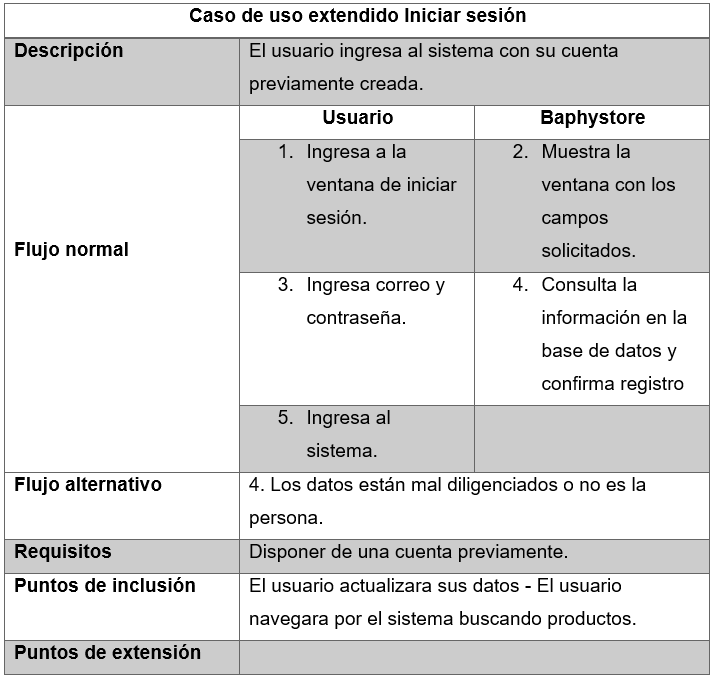 Caso de uso extendido Iniciar sesión
Descripción
El usuario ingresa al sistema con su cuenta
previamente creada.
Flujo normal
Usuario
Baphystore
1. Ingresa a la
ventana de iniciar
sesión.
2. Muestra la
ventana con los
campos
solicitados.
3. Ingresa correo y
contraseña.
4. Consulta la
información en la
base de datos y
confirma registro
5. Ingresa al
sistema.
Flujo alternativo
4. Los datos están mal diligenciados o no es la
persona.
Requisitos
Disponer de una cuenta previamente.
Puntos de inclusión
El usuario actualizara sus datos - El usuario
navegara por el sistema buscando productos.
Puntos de extensión